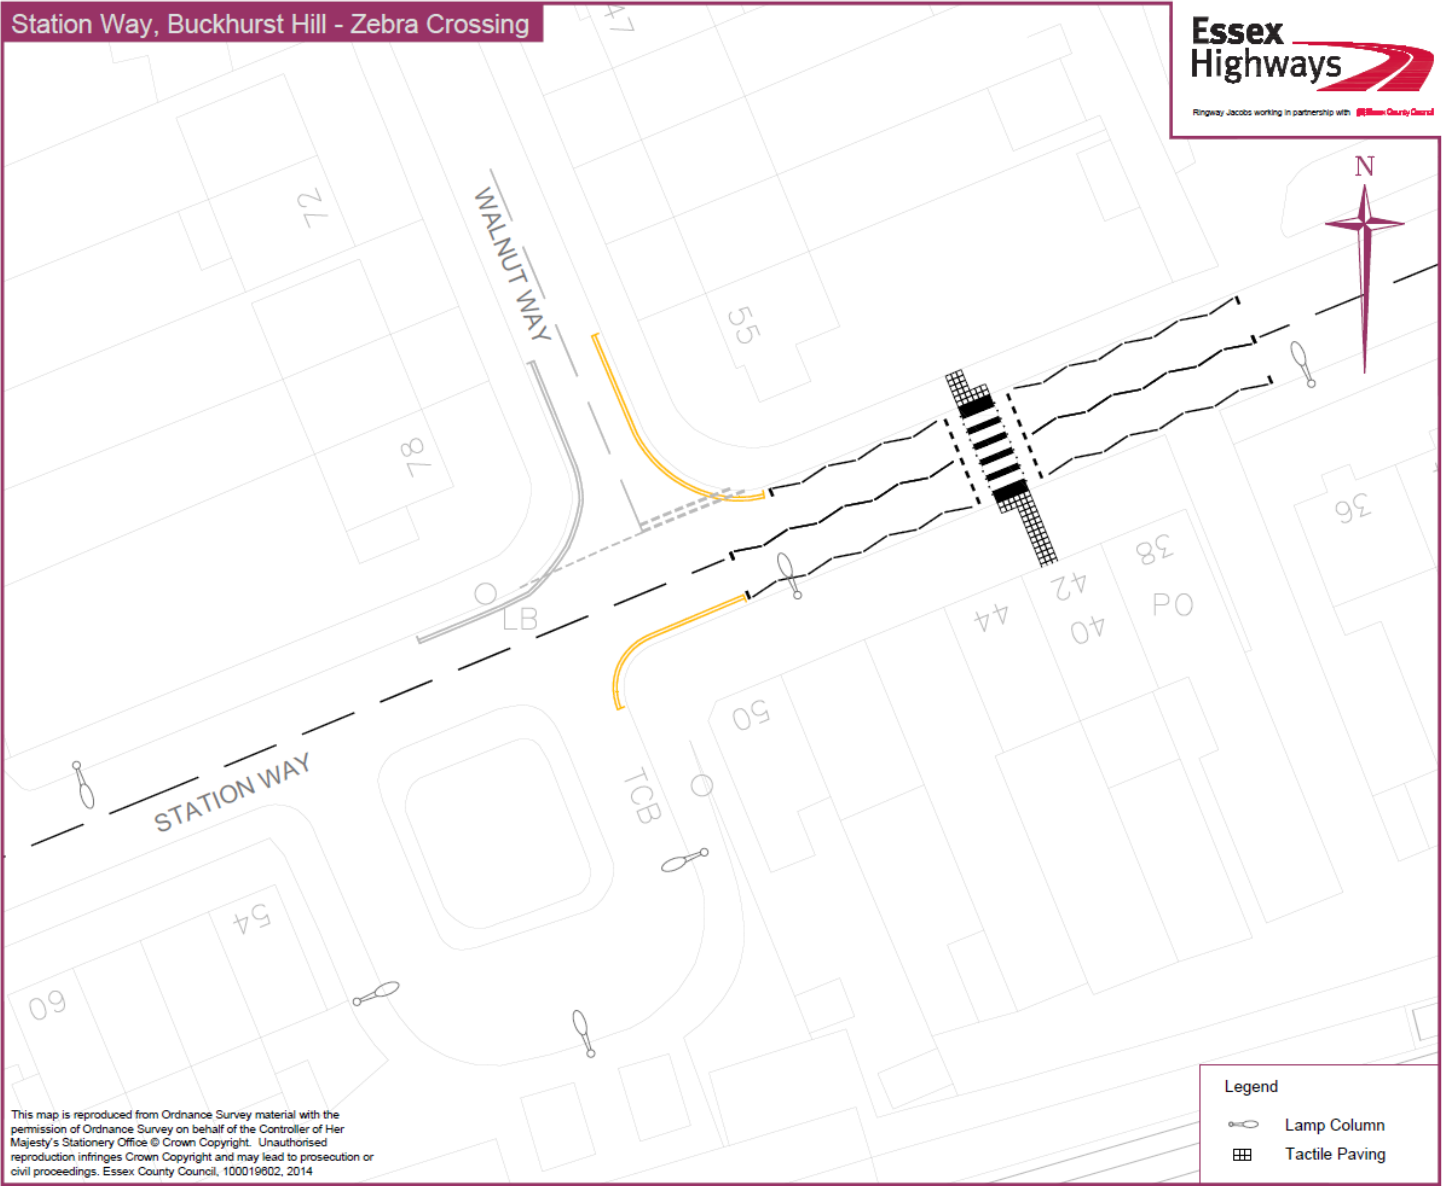 Station Way, Buckhurst Hill - Zebra Crossing
Essex
Highways
Ringway Jacobs working in partnership with Essex County Council
N
47
72
WALNUT WAY
55
78
36
38
42
PO
40
44
LB
50
STATION WAY
TCB
54
60
Legend
Lamp Column
Tactile Paving
This map is reproduced from Ordnance Survey material with the
permission of Ordnance Survey on behalf of the Controller of Her
Majesty's Stationery Office © Crown Copyright. Unauthorised
reproduction infringes Crown Copyright and may lead to prosecution or
civil proceedings. Essex County Council, 100019602, 2014